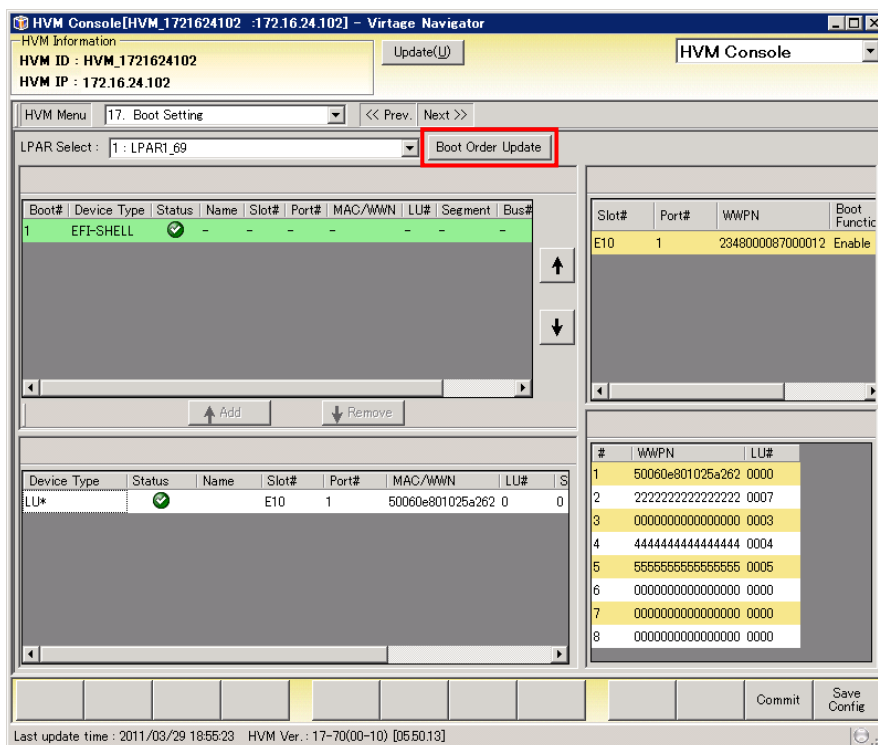 HVM Console[HVM_1721624102 :172.16.24.102] - Virtage Navigator
HVM Information
HVM ID : HVM_1721624102
HVM IP : 172.16.24.102
Update(U)
HVM Console
HVM Menu 17. Boot Setting << Prev. Next >>
LPAR Select : 1 : LPAR1_69 Boot Order Update
Boot# Device Type Status Name Slot# Port# MAC/WWN LU# Segment Bus#
1 EFI-SHELL - - - - - - -
Add Remove
Slot# Port# WWPN Boot Functic
E10 1 2348000087000012 Enable
Device Type Status Name Slot# Port# MAC/WWN LU# S
LU* E10 1 50060e801025a262 0 0
# WWPN LU#
1 50060e801025a262 0000
2 2222222222222222 0007
3 0000000000000000 0003
4 4444444444444444 0004
5 5555555555555555 0005
6 0000000000000000 0000
7 0000000000000000 0000
8 0000000000000000 0000
Commit Save Config
Last update time : 2011/03/29 18:55:23 HVM Ver. : 17-70(00-10) [05.50.13]